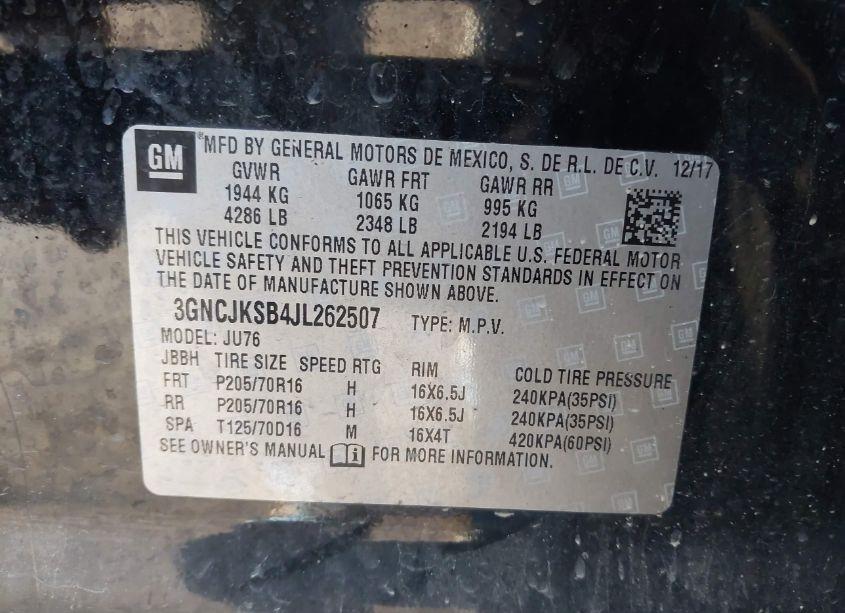 GM ®MFD BY GENERAL MOTORS DE MEXICO, S. DE R.L. DE C.V. 12/17
GVWR GAWR FRT GAWR RR
1944 KG 1065 KG 995 KG
4286 LB 2348 LB 2194 LB
THIS VEHICLE CONFORMS TO ALL APPLICABLE U.S. FEDERAL MOTOR
VEHICLE SAFETY AND THEFT PREVENTION STANDARDS IN EFFECT ON
THE DATE OF MANUFACTURE SHOWN ABOVE.
3GNCJKSB4JL262507 TYPE: M.P.V.
MODEL: JU76
JBBH TIRE SIZE SPEED RTG RIM COLD TIRE PRESSURE
FRT P205/70R16 H 16X6.5J 240KPA(35PSI)
RR P205/70R16 H 16X6.5J 240KPA(35PSI)
SPA T125/70D16 M 16X4T 420KPA(60PSI)
SEE OWNER'S MANUAL FOR MORE INFORMATION.